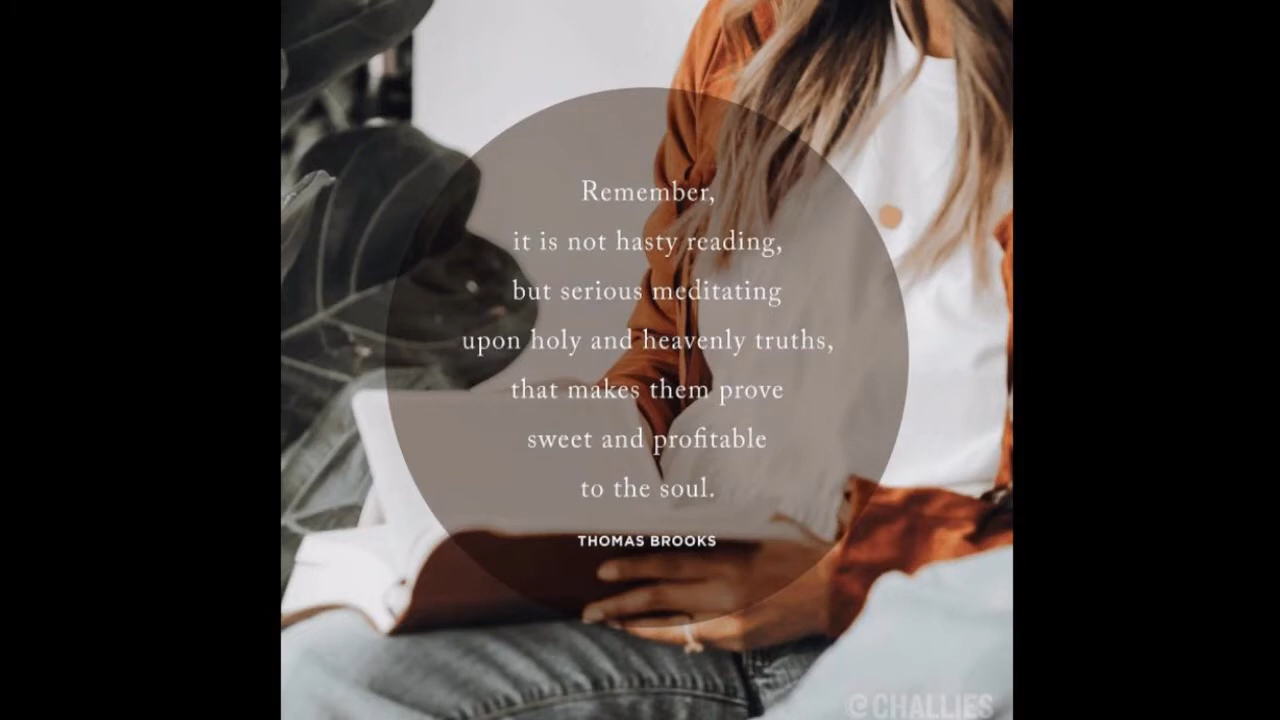 Remember,
it is not hasty reading,
but serious meditating
upon holy and heavenly truths,
that makes them prove
sweet and profitable
to the soul.
THOMAS BROOKS
@CHALLIES